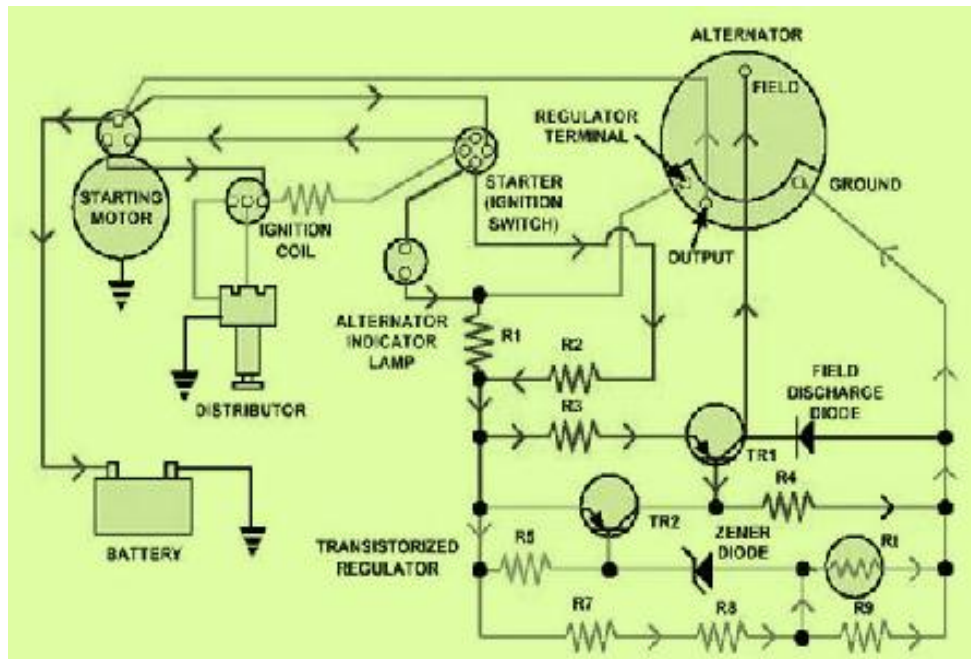 ALTERNATOR
FIELD
REGULATOR
TERMINAL
GROUND
OUTPUT
STARTING
MOTOR
IGNITION
COIL
STARTER
(IGNITION
SWITCH)
ALTERNATOR
INDICATOR
LAMP
DISTRIBUTOR
BATTERY
R1
R2
R3
FIELD
DISCHARGE
DIODE
TR1
R4
TR2
ZENER
DIODE
TRANSISTORIZED
REGULATOR
R5
Rt
R7
R8
R9